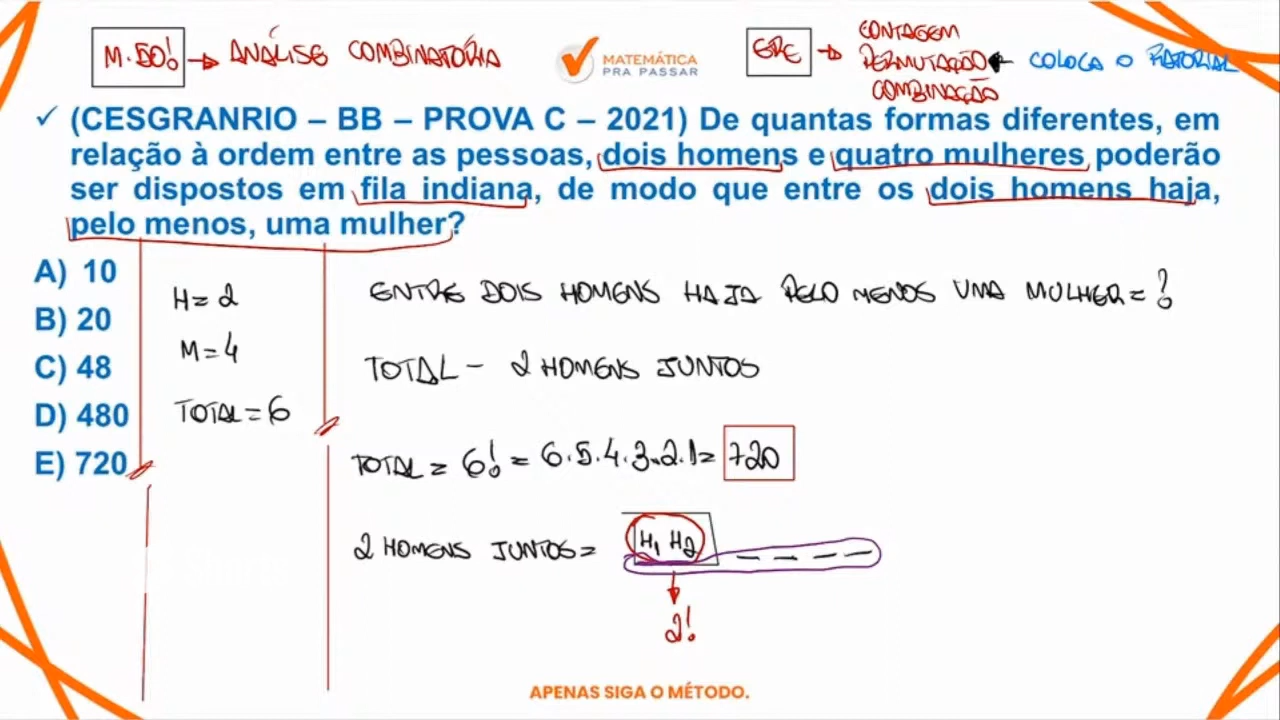 M.50! → ANÁLISE COMBINATÓRIA
MATEMÁTICA
PRA PASSAR
CONTAGEM
PERMUTAÇÃO ← COLOCA O FATORIAL
COMBINAÇÃO
✓ (CESGRANRIO – BB – PROVA C – 2021) De quantas formas diferentes, em
relação à ordem entre as pessoas, dois homens e quatro mulheres poderão
ser dispostos em fila indiana, de modo que entre os dois homens haja,
pelo menos, uma mulher?
A) 10
B) 20
C) 48
D) 480
E) 720
H = 2
M = 4
TOTAL = 6
ENTRE DOIS HOMENS HAJA PELO MENOS UMA MULHER = ?
TOTAL - 2 HOMENS JUNTOS
TOTAL = 6! = 6.5.4.3.2.1 = 720
2 HOMENS JUNTOS = H1 H2 _ _ _ _
2!
APENAS SIGA O MÉTODO.